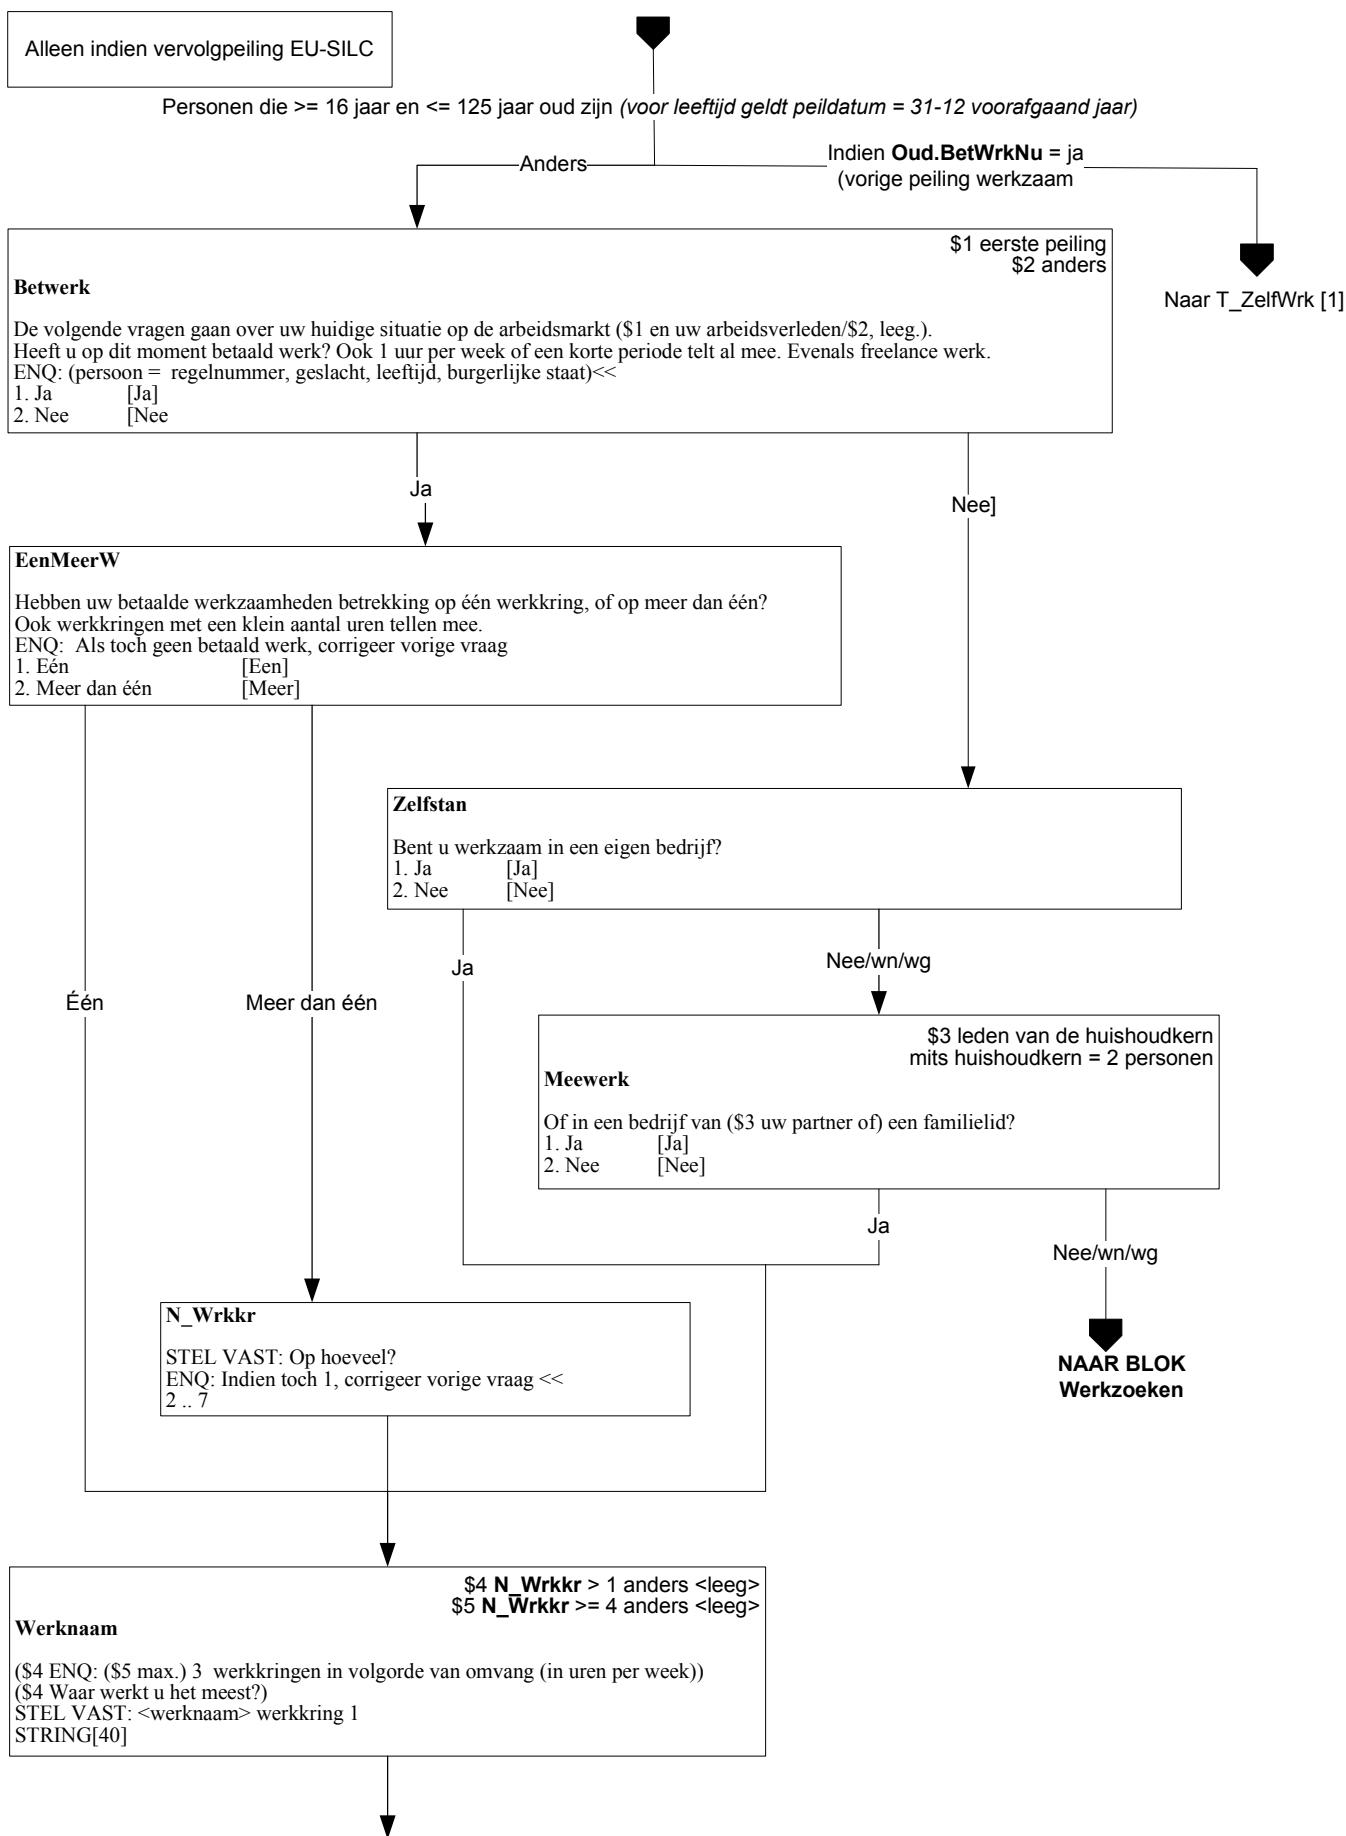 Alleen indien vervolgpeiling EU-SILC
Personen die >= 16 jaar en <= 125 jaar oud zijn (voor leeftijd geldt peildatum = 31-12 voorafgaand jaar)
Anders
Indien Oud.BetWrkNu = ja
(vorige peiling werkzaam
Naar T_ZelfWrk [1]
$1 eerste peiling
$2 anders
Betwerk
De volgende vragen gaan over uw huidige situatie op de arbeidsmarkt ($1 en uw arbeidsverleden/$2, leeg.).
Heeft u op dit moment betaald werk? Ook 1 uur per week of een korte periode telt al mee. Evenals freelance werk.
ENQ: (persoon = regelnummer, geslacht, leeftijd, burgerlijke staat)<<
1. Ja [Ja]
2. Nee [Nee
Ja
Nee]
EenMeerW
Hebben uw betaalde werkzaamheden betrekking op één werkkring, of op meer dan één?
Ook werkkringen met een klein aantal uren tellen mee.
ENQ: Als toch geen betaald werk, corrigeer vorige vraag
1. Eén [Een]
2. Meer dan één [Meer]
Zelfstan
Bent u werkzaam in een eigen bedrijf?
1. Ja [Ja]
2. Nee [Nee]
Ja
Nee/wn/wg
Één
Meer dan één
$3 leden van de huishoudkern
mits huishoudkern = 2 personen
Meewerk
Of in een bedrijf van ($3 uw partner of) een familielid?
1. Ja [Ja]
2. Nee [Nee]
Ja
Nee/wn/wg
N_Wrkkr
STEL VAST: Op hoeveel?
ENQ: Indien toch 1, corrigeer vorige vraag <<
2 .. 7
NAAR BLOK
Werkzoeken
$4 N_Wrkkr > 1 anders <leeg>
$5 N_Wrkkr >= 4 anders <leeg>
Werknaam
($4 ENQ: ($5 max.) 3 werkkringen in volgorde van omvang (in uren per week))
($4 Waar werkt u het meest?)
STEL VAST: <werknaam> werkkring 1
STRING[40]